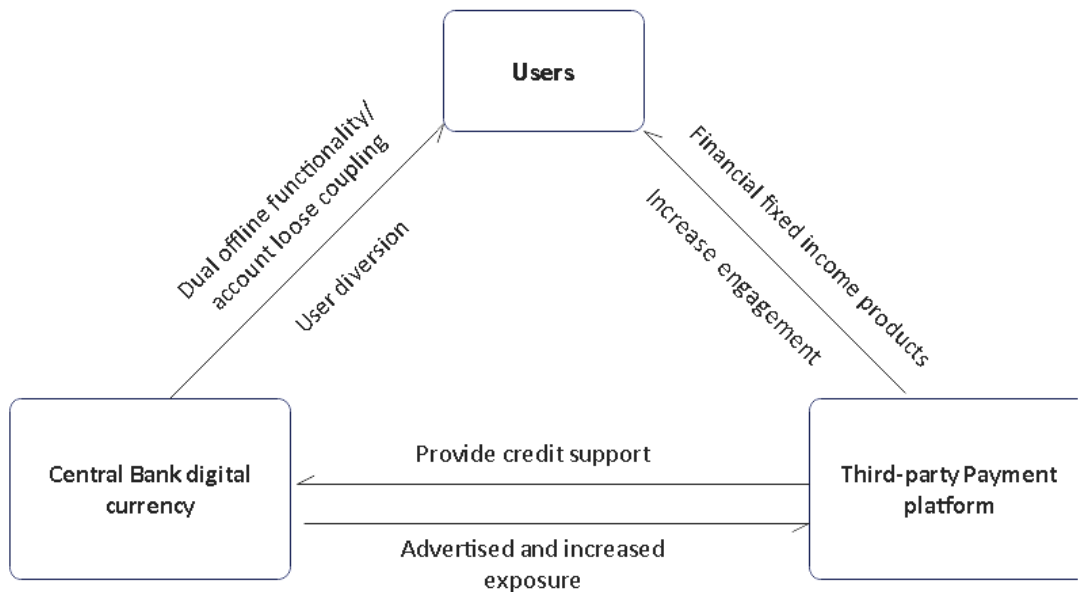 Users
Dual offline functionality/
account loose coupling
User diversion
Financial fixed income products
Increase engagement
Central Bank digital
currency
Provide credit support
Advertised and increased
exposure
Third-party Payment
platform